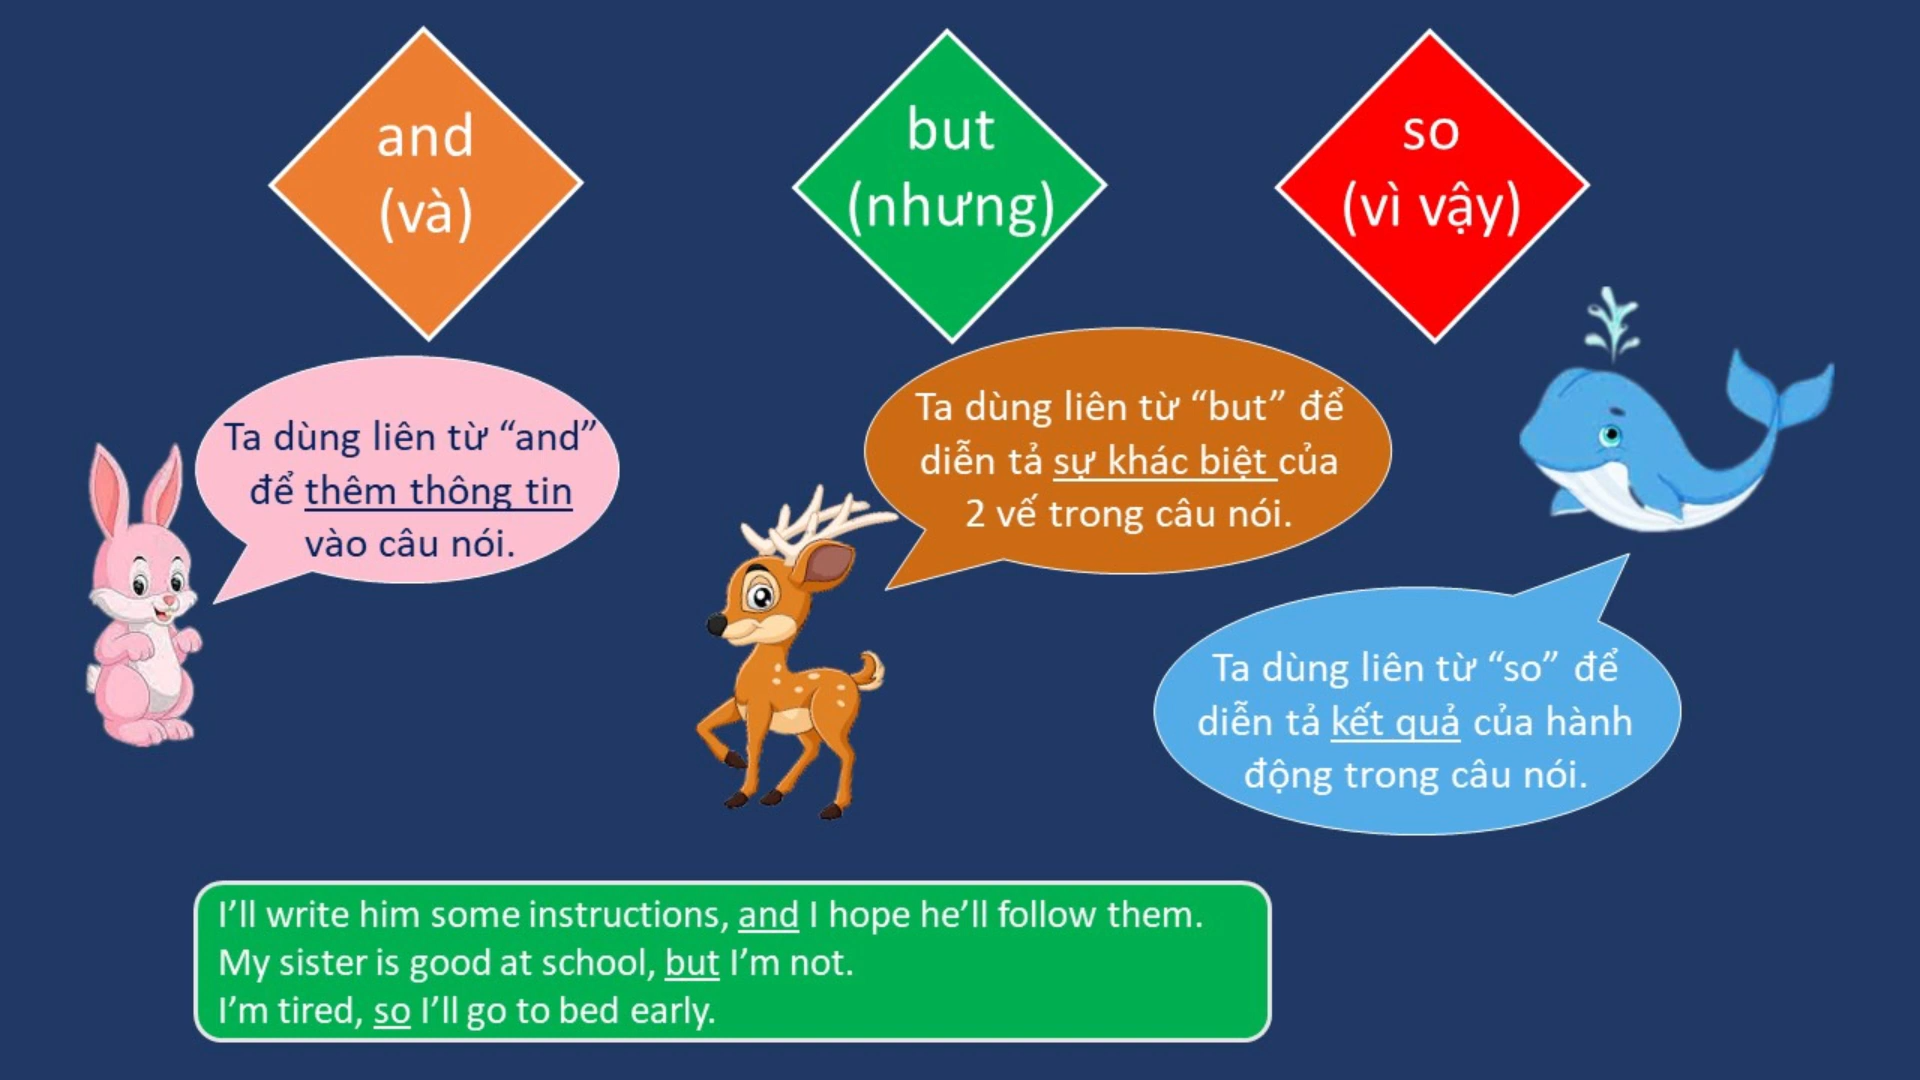 and
(và)
but
(nhưng)
so
(vì vậy)
Ta dùng liên từ “and”
để thêm thông tin
vào câu nói.
Ta dùng liên từ “but” để
diễn tả sự khác biệt của
2 vế trong câu nói.
Ta dùng liên từ “so” để
diễn tả kết quả của hành
động trong câu nói.
I’ll write him some instructions, and I hope he’ll follow them.
My sister is good at school, but I’m not.
I’m tired, so I’ll go to bed early.